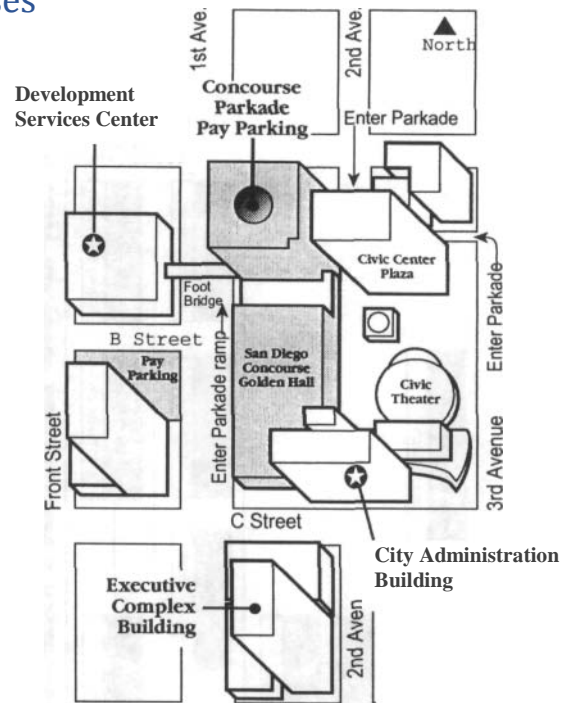 1st Ave.
2nd Ave.
North
Development
Services Center
Concourse
Parkade
Pay Parking
Enter Parkade
Civic Center
Plaza
Foot
Bridge
Enter Parkade
B Street
Pay
Parking
Enter Parkade ramp
San Diego
Concourse
Golden Hall
Civic
Theater
Front Street
3rd Avenue
C Street
City Administration
Building
Executive
Complex
Building
2nd Aven